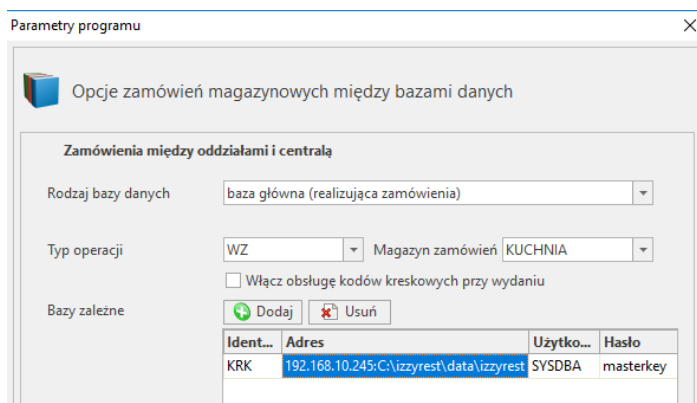 Parametry programu
Opcje zamówień magazynowych między bazami danych
Zamówienia między oddziałami i centralą
Rodzaj bazy danych baza główna (realizująca zamówienia)
Typ operacji WZ Magazyn zamówień KUCHNIA
Włącz obsługę kodów kreskowych przy wydaniu
Bazy zależne Dodaj Usuń
Ident... Adres Użytko... Hasło
KRK 192.168.10.245:C:\izzyrest\data\izzyrest SYSDBA masterkey